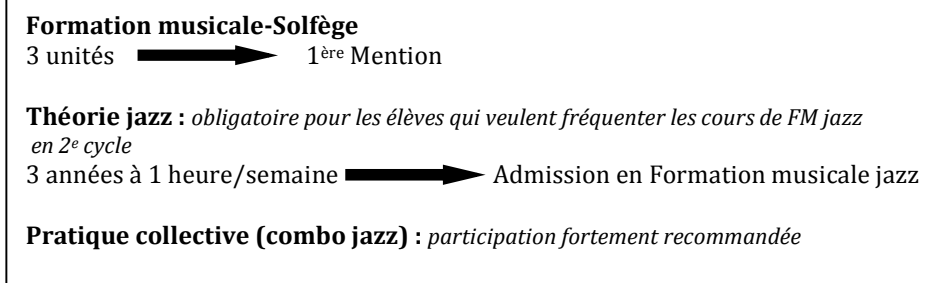 Formation musicale-Solfège
3 unités 1ère Mention
Théorie jazz : obligatoire pour les élèves qui veulent fréquenter les cours de FM jazz
en 2e cycle
3 années à 1 heure/semaine Admission en Formation musicale jazz
Pratique collective (combo jazz) : participation fortement recommandée